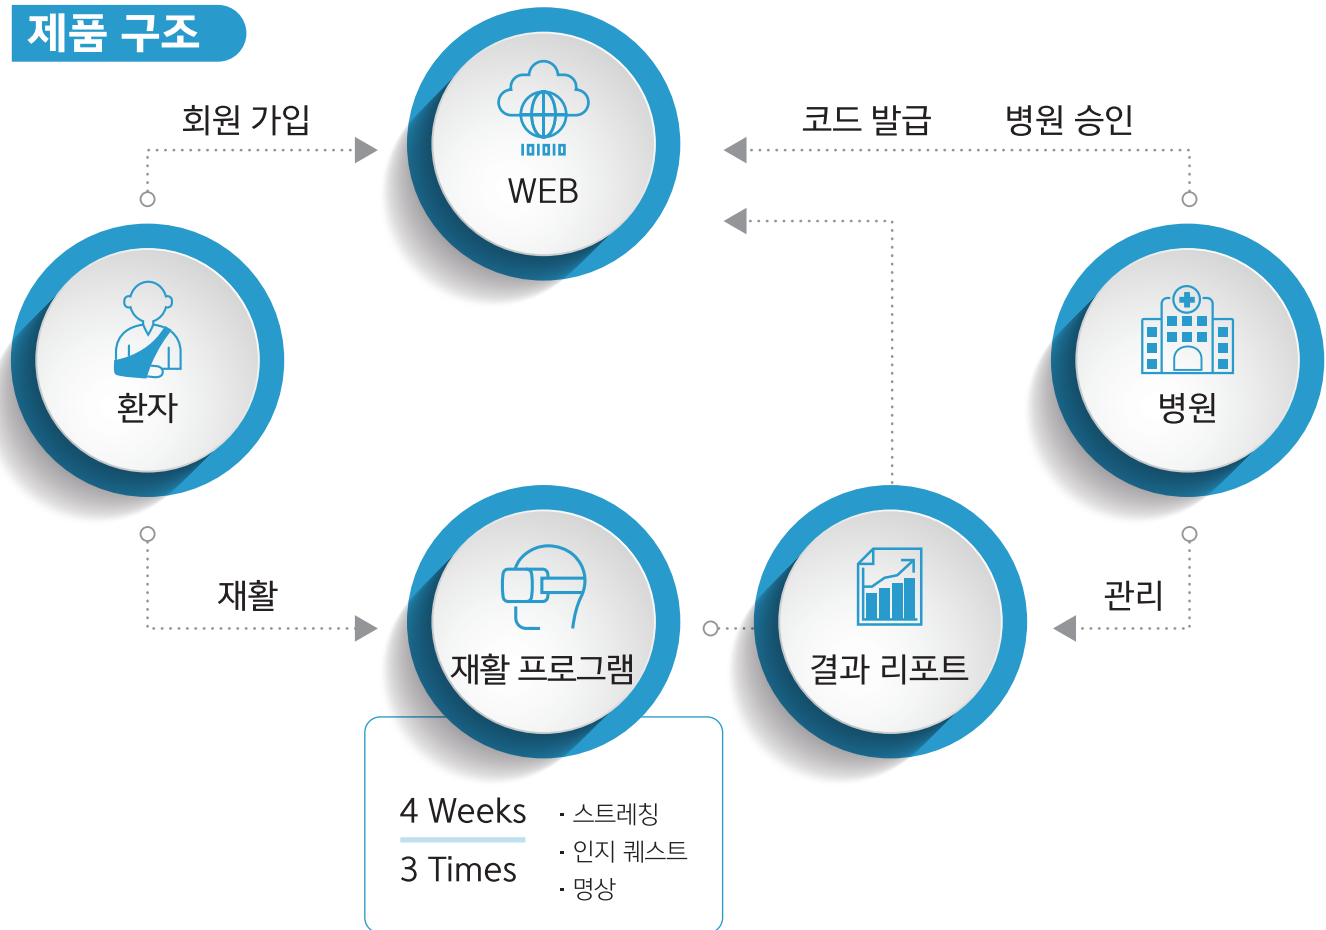 제품 구조
회원 가입
코드 발급
병원 승인
101010
WEB
환자
병원
재활
관리
재활 프로그램
결과 리포트
4 Weeks
3 Times
· 스트레칭
· 인지 퀘스트
· 명상